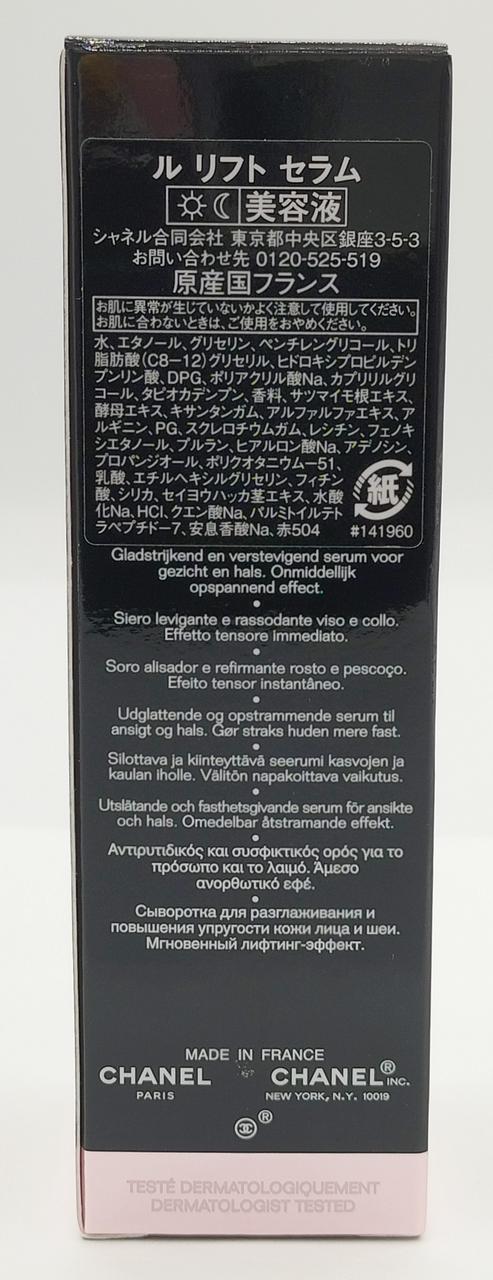 ル リフト セラム
美容液
シャネル合同会社 東京都中央区銀座3-5-3
お問い合わせ先 0120-525-519
原産国フランス
お肌に異常が生じていないかよく注意して使用してください。
お肌に合わないときは、ご使用をおやめください。
水、エタノール、グリセリン、ペンチレングリコール、トリ
脂肪酸(C8-12)グリセリル、ヒドロキシプロピルデン
プンリン酸、DPG、ポリアクリル酸Na、カプリリルグリ
コール、タピオカデンプン、香料、サツマイモ根エキス、
酵母エキス、キサンタンガム、アルファルファエキス、ア
ルギニン、PG、スクレロチウムガム、レシチン、フェノキ
シエタノール、プルラン、ヒアルロン酸Na、アデノシン、
プロパンジオール、ポリクオタニウム-51、
乳酸、エチルヘキシルグリセリン、フィチン
酸、シリカ、セイヨウハッカ茎エキス、水酸
化Na、HCl、クエン酸Na、パルミトイルテト
ラペプチド-7、安息香酸Na、赤504
紙
#141960
Gladstrijkend en verstevigend serum voor
gezicht en hals. Onmiddellijk
opspannend effect.
•
Siero levigante e rassodante viso e collo.
Effetto tensore immediato.
•
Soro alisador e refirmante rosto e pescoço.
Efeito tensor instantâneo.
•
Udglattende og opstrammende serum til
ansigt og hals. Gør straks huden mere fast.
•
Silottava ja kiinteyttävä seerumi kasvojen ja
kaulan iholle. Välitön napakoittava vaikutus.
•
Utslätande och fasthetsgivande serum för ansikte
och hals. Omedelbar åtstramande effekt.
•
Αντιρυτιδικός και συσφικτικός ορός για το
πρόσωπο και το λαιμό. Άμεσο
ανορθωτικό εφέ.
•
Сыворотка для разглаживания и
повышения упругости кожи лица и шеи.
Мгновенный лифтинг-эффект.
MADE IN FRANCE
CHANEL CHANEL® INC.
PARIS NEW YORK, N.Y. 10019
®
TESTÉ DERMATOLOGIQUEMENT
DERMATOLOGIST TESTED